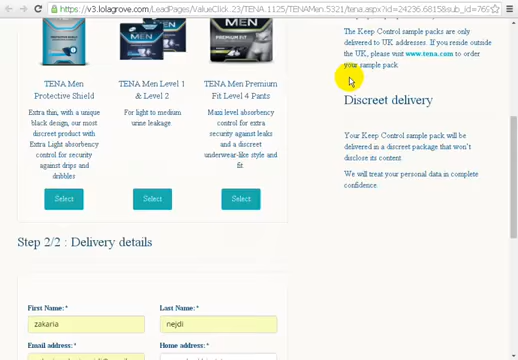 https://v3.lolagrove.com/LeadPages/ValueClick.23/TENA.1125/TENAMen.5321/tena.aspx?id=24236.6815&sub_id=769
MEN
MEN
PREMIUM FIT
TENA Men
Protective Shield
Extra thin, with a unique
black design, our most
discreet product with
Extra Light absorbency
control for security
against drips and
dribbles
Select
TENA Men Level 1
& Level 2
For light to medium
urine leakage
Select
TENA Men Premium
Fit Level 4 Pants
Maxi level absorbency
control for extra
security against leaks
and a discreet
underwear-like style and
fit.
Select
The Keep Control sample packs are only
delivered to UK addresses. If you reside outside
the UK, please visit www.tena.com to order
your sample pack
Discreet delivery
Your Keep Control sample pack will be
delivered in a discreet package that won't
disclose its content.
We will treat your personal data in complete
confidence.
Step 2/2 : Delivery details
First Name:*
Last Name:*
zakaria
nejdi
Email address:*
Home address:*